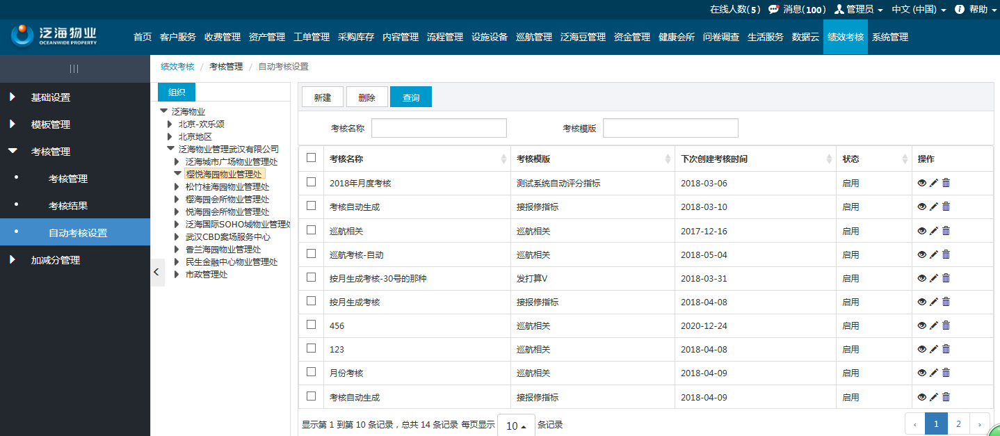 在线人数(5) 消息(100) 管理员 中文 (中国) 帮助
泛海物业
OCEANWIDE PROPERTY
首页 客户服务 收费管理 资产管理 工单管理 采购库存 内容管理 流程管理 设施设备 巡航管理 泛海豆管理 资金管理 健康会所 问卷调查 生活服务 数据云 绩效考核 系统管理
绩效考核 / 考核管理 / 自动考核设置
基础设置
模板管理
考核管理
考核管理
考核结果
自动考核设置
加减分管理
组织
泛海物业
北京-欢乐颂
北京地区
泛海物业管理武汉有限公司
泛海城市广场物业管理处
樱悦海园物业管理处
松竹桂海园物业管理处
樱海园会所物业管理处
悦海园会所物业管理处
泛海国际SOHO城物业管理处
武汉CBD案场服务中心
香兰海园物业管理处
民生金融中心物业管理处
市政管理处
新建 删除 查询
考核名称 考核模版
考核名称 考核模版 下次创建考核时间 状态 操作
2018年月度考核 测试系统自动评分指标 2018-03-06 启用
考核自动生成 接报修指标 2018-03-10 启用
巡航相关 巡航相关 2017-12-16 启用
巡航考核-自动 巡航相关 2018-05-04 启用
按月生成考核-30号的那种 发打算V 2018-03-31 启用
按月生成考核 接报修指标 2018-04-08 启用
456 巡航相关 2020-12-24 启用
123 巡航相关 2018-04-08 启用
月份考核 巡航相关 2018-04-09 启用
考核自动生成 接报修指标 2018-04-09 启用
显示第 1 到第 10 条记录，总共 14 条记录 每页显示 10 条记录 ‹ 1 2 ›